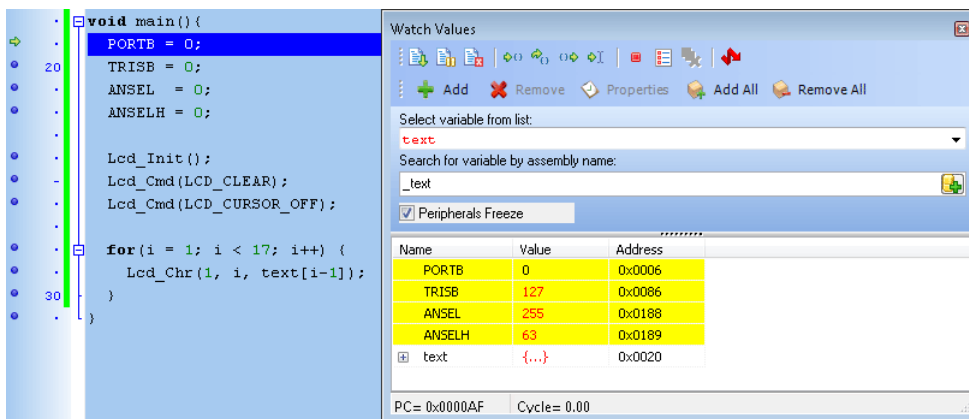 void main(){
PORTB = 0;
20 TRISB = 0;
ANSEL  = 0;
ANSELH = 0;
Lcd_Init();
Lcd_Cmd(LCD_CLEAR);
Lcd_Cmd(LCD_CURSOR_OFF);
for(i = 1; i < 17; i++) {
Lcd_Chr(1, i, text[i-1]);
30 }
}
Watch Values
Add Remove Properties Add All Remove All
Select variable from list:
text
Search for variable by assembly name:
_text
Peripherals Freeze
Name Value Address
PORTB 0 0x0006
TRISB 127 0x0086
ANSEL 255 0x0188
ANSELH 63 0x0189
text {...} 0x0020
PC= 0x0000AF Cycle= 0.00